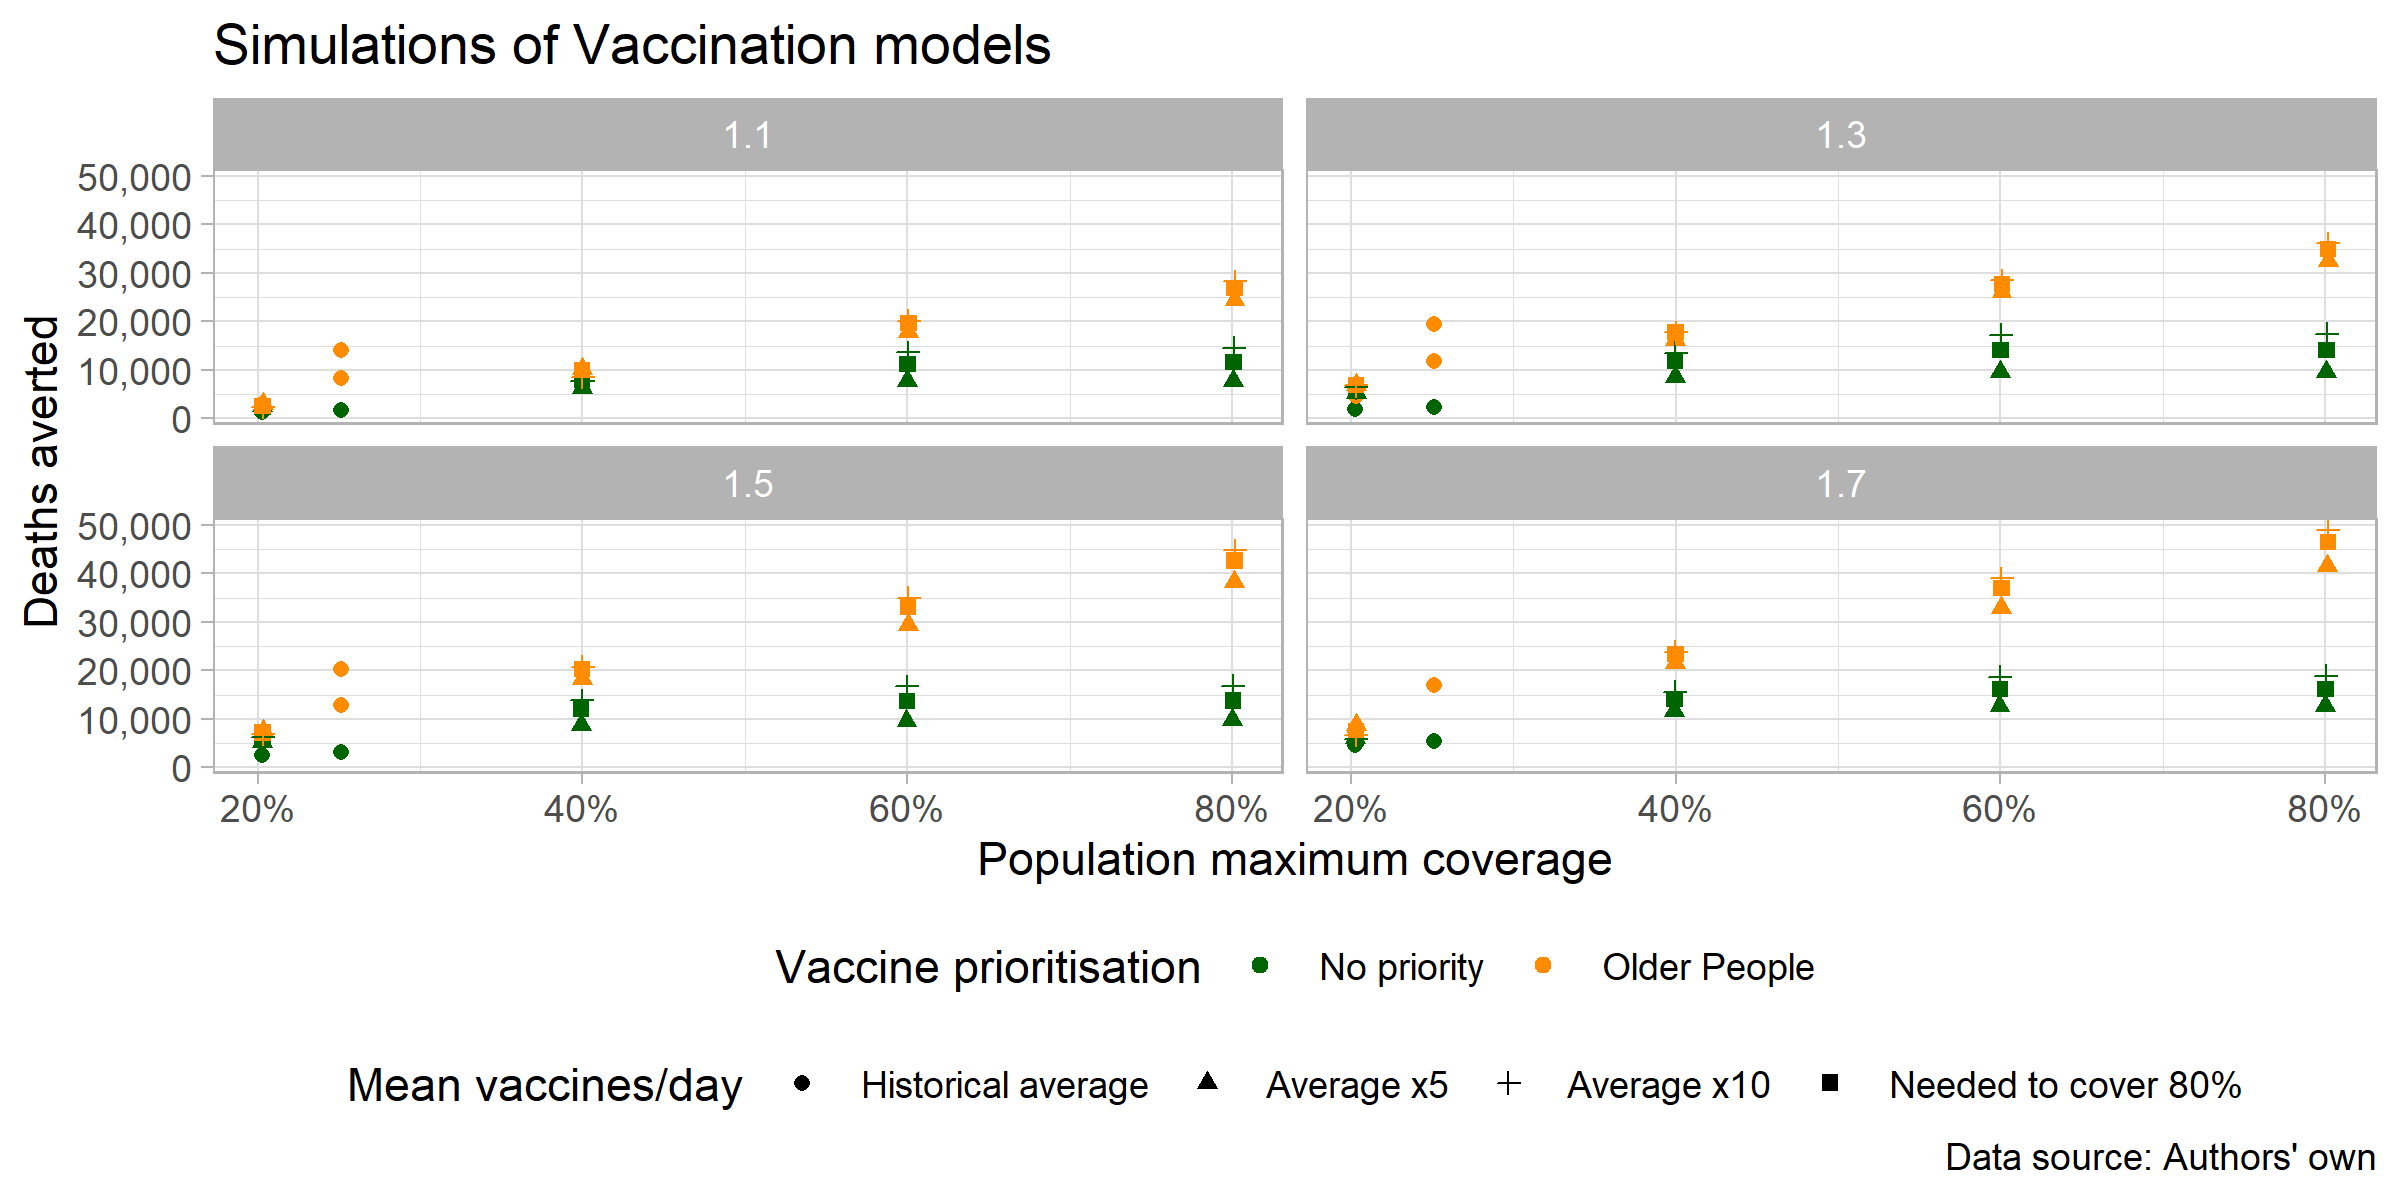 Simulations of Vaccination models
1.1
1.3
50,000
40,000
30,000
20,000
10,000
0
1.5
1.7
50,000
40,000
30,000
20,000
10,000
0
Deaths averted
20% 40% 60% 80% 20% 40% 60% 80%
Population maximum coverage
Vaccine prioritisation No priority Older People
Mean vaccines/day Historical average Average x5 Average x10 Needed to cover 80%
Data source: Authors' own